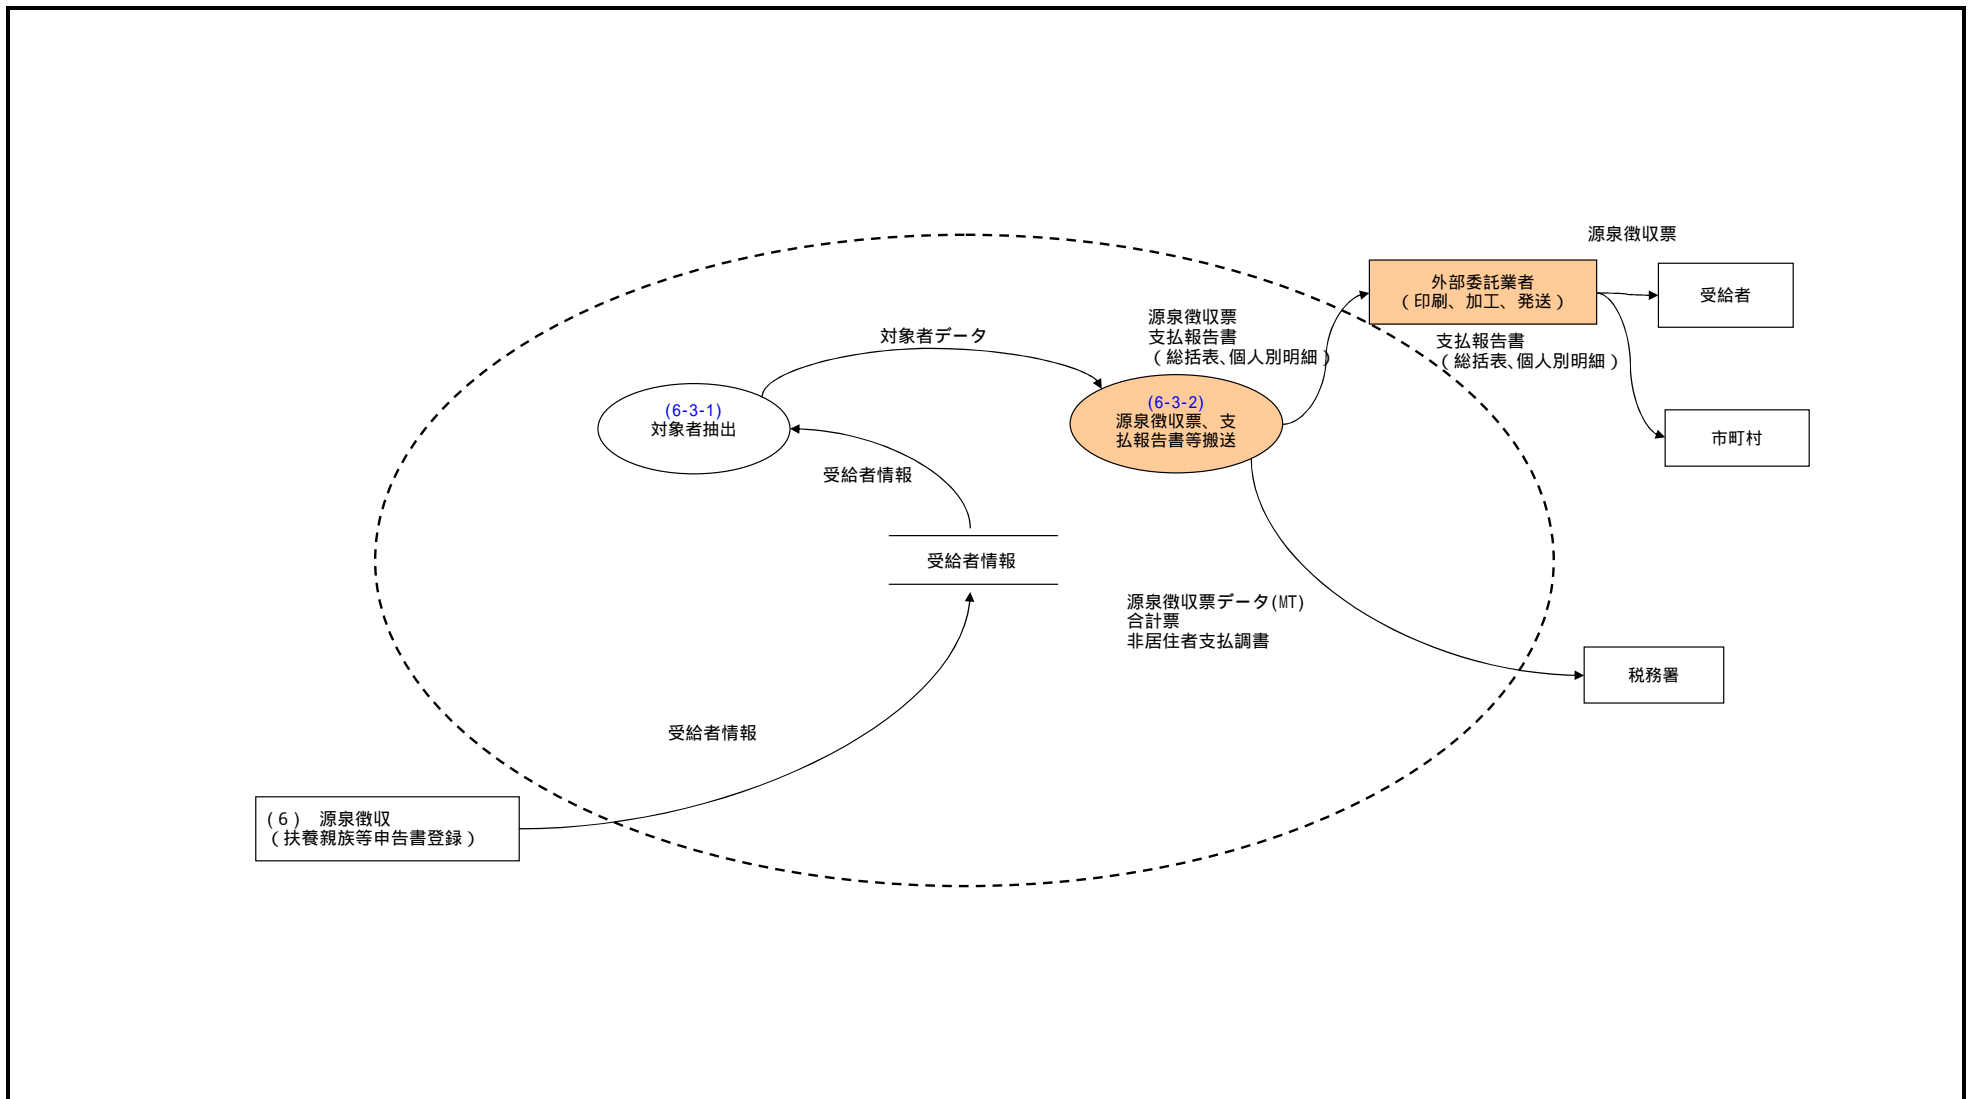 源泉徴収票
外部委託業者
（印刷、加工、発送）
受給者
源泉徴収票
支払報告書
（総括表、個人別明細）
対象者データ
支払報告書
（総括表、個人別明細）
(6-3-1)
対象者抽出
(6-3-2)
源泉徴収票、支
払報告書等搬送
市町村
受給者情報
受給者情報
源泉徴収票データ(MT)
合計票
非居住者支払調書
税務署
受給者情報
(６)　源泉徴収
（扶養親族等申告書登録）